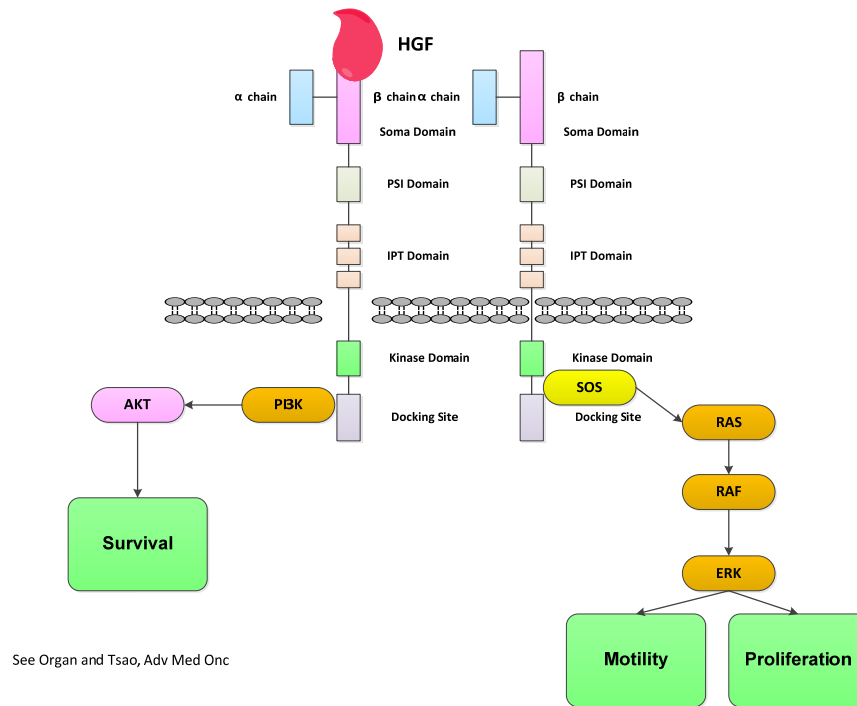 HGF
α chain
β chain
α chain
β chain
Soma Domain
Soma Domain
PSI Domain
PSI Domain
IPT Domain
IPT Domain
Kinase Domain
Kinase Domain
SOS
AKT
PI3K
Docking Site
Docking Site
RAS
RAF
Survival
ERK
See Organ and Tsao, Adv Med Onc
Motility
Proliferation